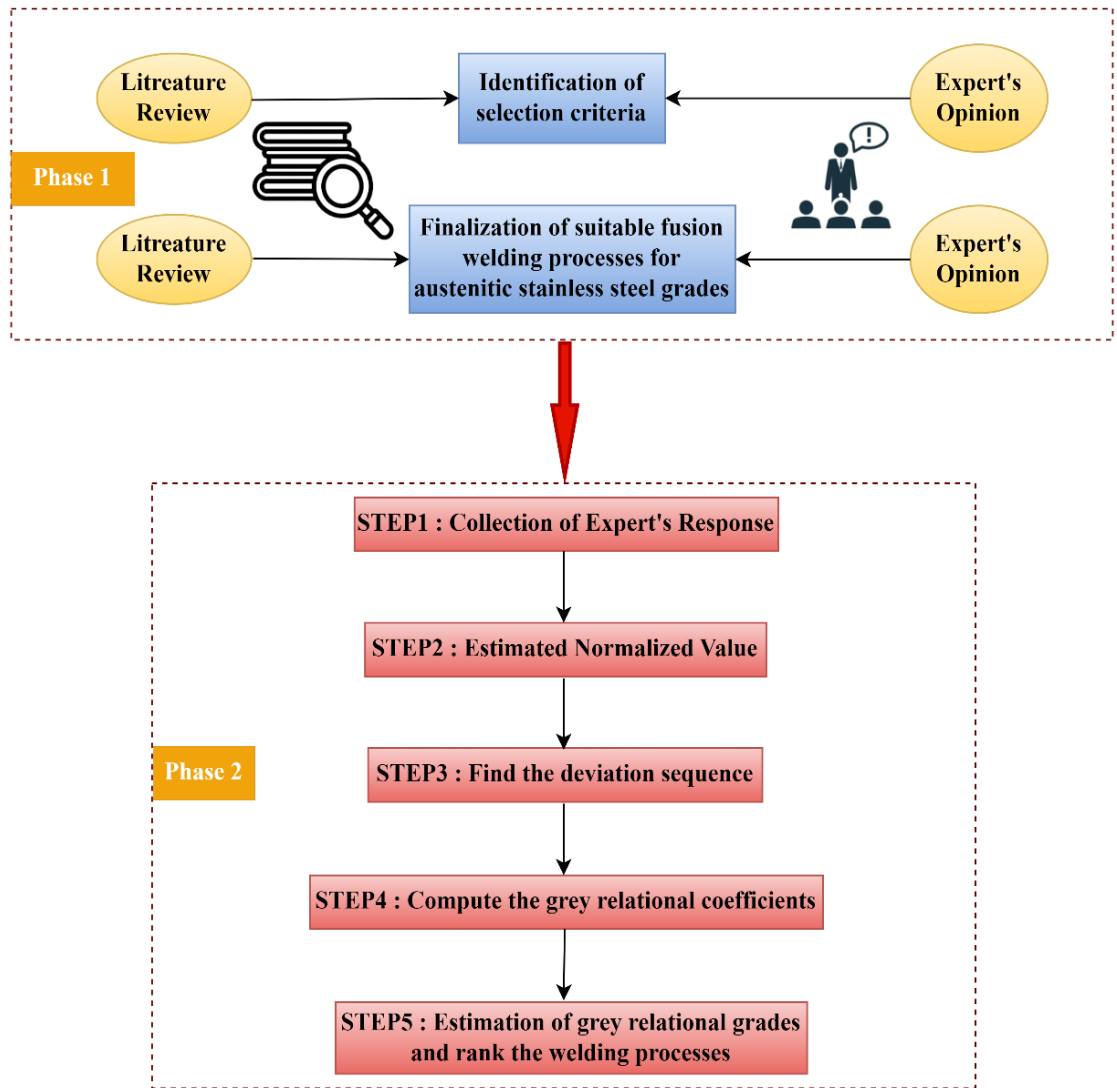 Litreature
Review
Identification of
selection criteria
Expert's
Opinion
!
Phase 1
Litreature
Review
Finalization of suitable fusion
welding processes for
austenitic stainless steel grades
Expert's
Opinion
STEP1 : Collection of Expert's Response
STEP2 : Estimated Normalized Value
Phase 2
STEP3 : Find the deviation sequence
STEP4 : Compute the grey relational coefficients
STEP5 : Estimation of grey relational grades
and rank the welding processes